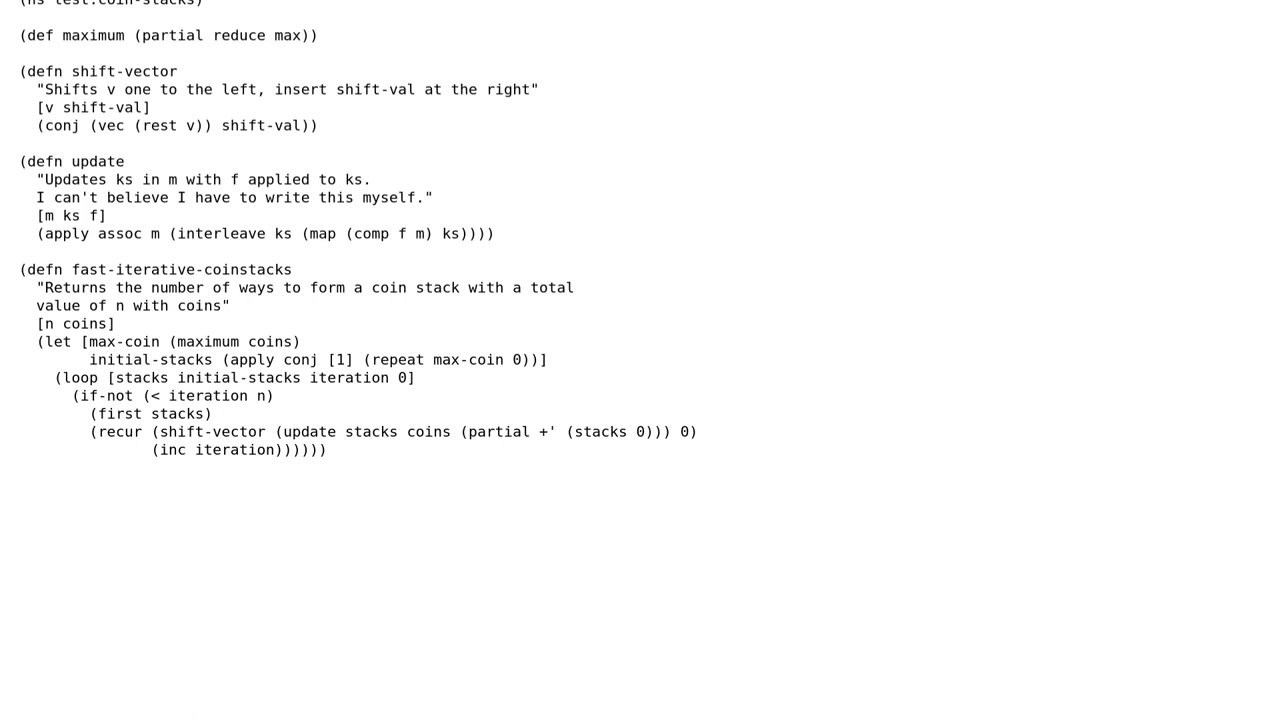 (ns test.coin-stacks)
(def maximum (partial reduce max))
(defn shift-vector
"Shifts v one to the left, insert shift-val at the right"
[v shift-val]
(conj (vec (rest v)) shift-val))
(defn update
"Updates ks in m with f applied to ks.
I can't believe I have to write this myself."
[m ks f]
(apply assoc m (interleave ks (map (comp f m) ks))))
(defn fast-iterative-coinstacks
"Returns the number of ways to form a coin stack with a total
value of n with coins"
[n coins]
(let [max-coin (maximum coins)
initial-stacks (apply conj [1] (repeat max-coin 0))]
(loop [stacks initial-stacks iteration 0]
(if-not (< iteration n)
(first stacks)
(recur (shift-vector (update stacks coins (partial +' (stacks 0))) 0)
(inc iteration))))))